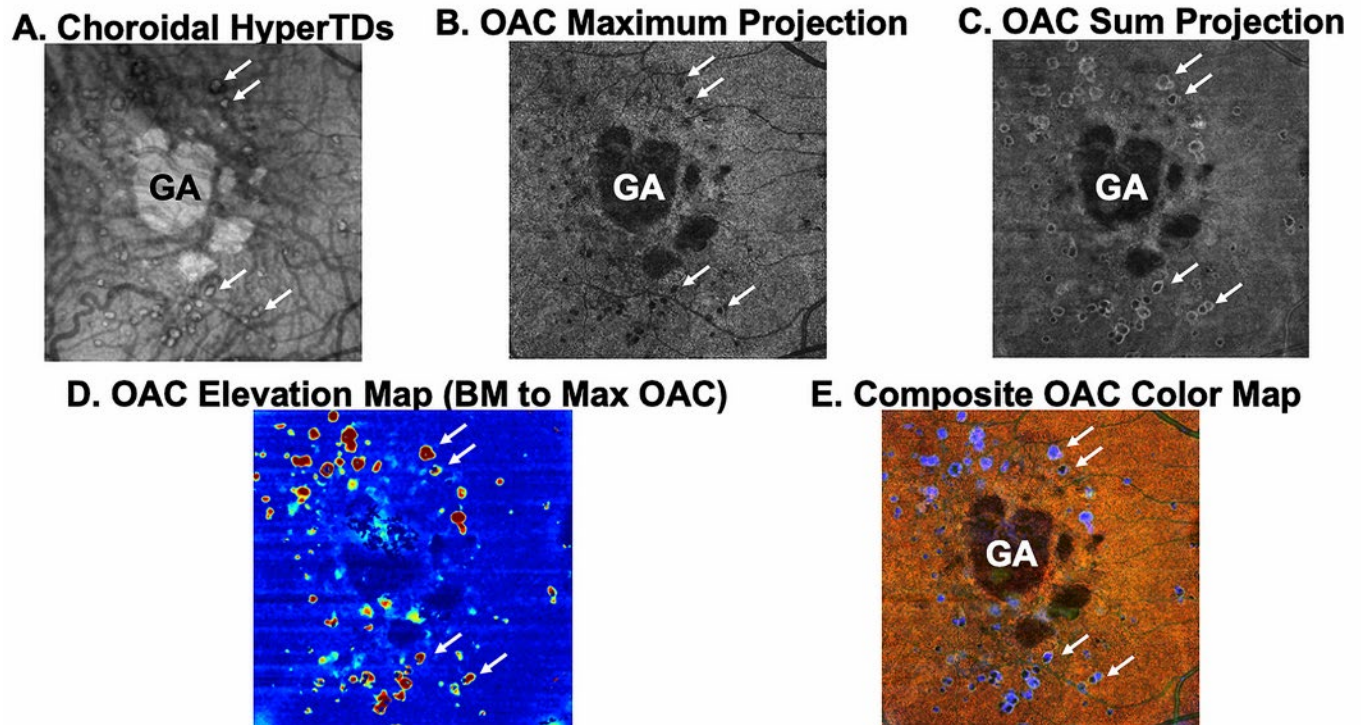 A. Choroidal HyperTDs
B. OAC Maximum Projection
C. OAC Sum Projection
GA
GA
GA
D. OAC Elevation Map (BM to Max OAC)
E. Composite OAC Color Map
GA